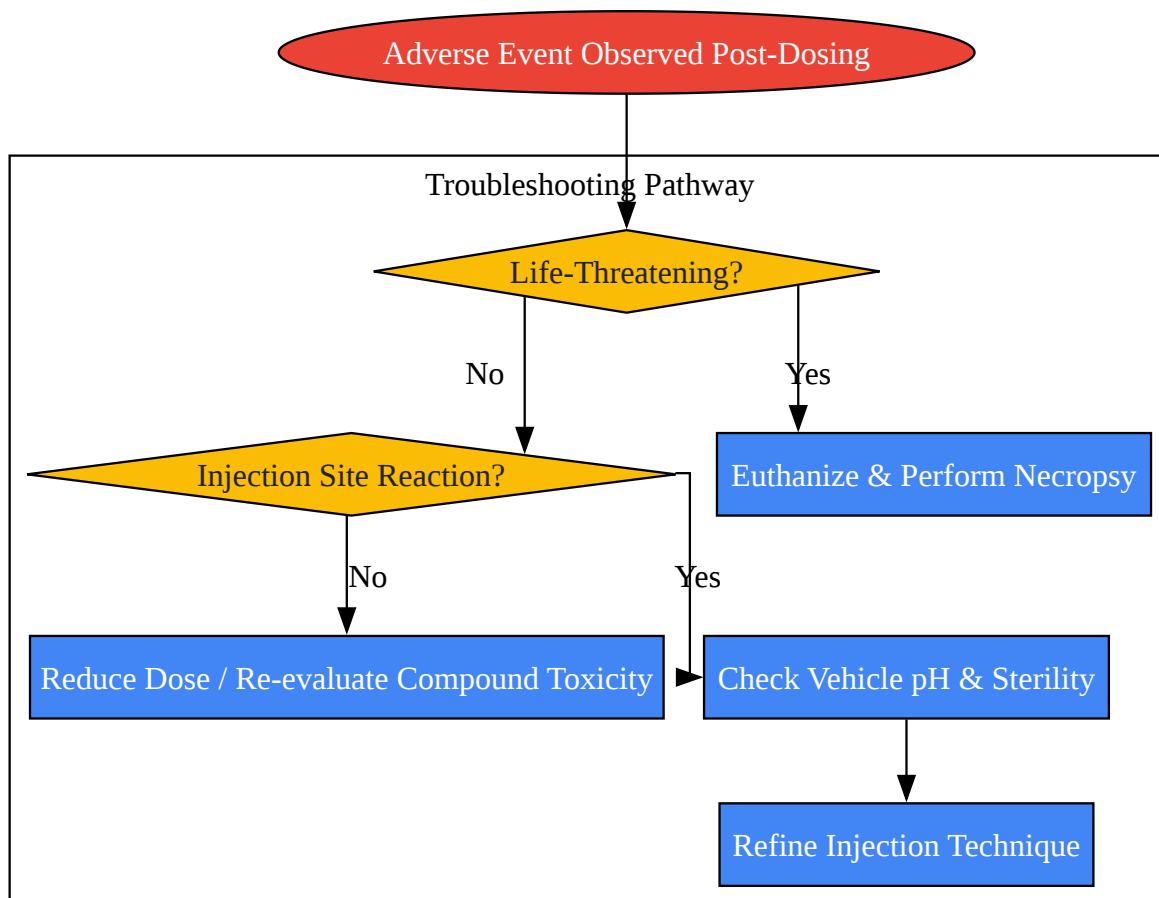 Adverse Event Observed Post-Dosing
Troubleshooting Pathway
Life-Threatening?
No
Yes
Injection Site Reaction?
Euthanize & Perform Necropsy
No
Yes
Reduce Dose / Re-evaluate Compound Toxicity
Check Vehicle pH & Sterility
Refine Injection Technique